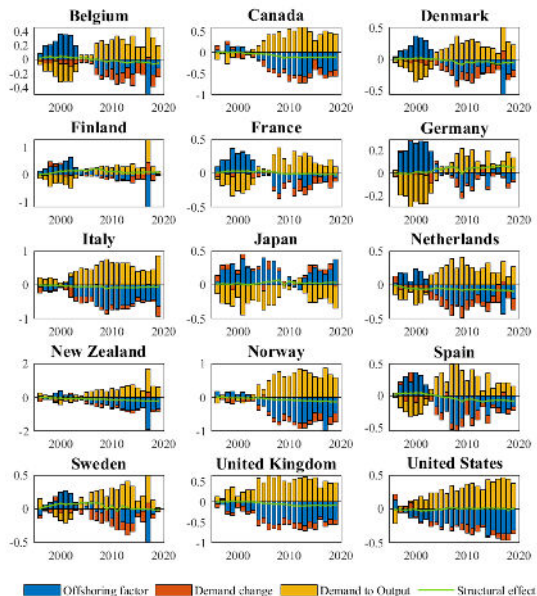 Belgium Canada Denmark
0.4 0.5 0.5
0.2
0 0 0
-0.2 -0.5
-0.4 -1 -0.5
2000 2010 2020 2000 2010 2020 2000 2010 2020
Finland France Germany
1 0.5 0.2
0 0 0
-1 -0.5 -0.2
2000 2010 2020 2000 2010 2020 2000 2010 2020
Italy Japan Netherlands
1 0.5 0.5
0 0 0
-1 -0.5 -0.5
2000 2010 2020 2000 2010 2020 2000 2010 2020
New Zealand Norway Spain
2 1 0.5
0 0 0
-2 -1 -0.5
2000 2010 2020 2000 2010 2020 2000 2010 2020
Sweden United Kingdom United States
0.5 0.5 0.5
0 0 0
-0.5
-0.5 -1 -0.5
2000 2010 2020 2000 2010 2020 2000 2010 2020
Offshoring factor Demand change Demand to Output Structural effect